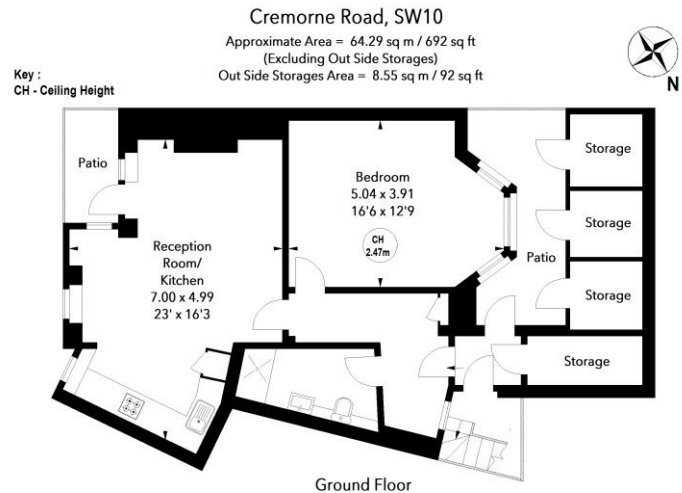 Cremorne Road, SW10
Approximate Area = 64.29 sq m / 692 sq ft
(Excluding Out Side Storages)
Out Side Storages Area = 8.55 sq m / 92 sq ft
Key :
CH - Ceiling Height
N
Patio
Bedroom
5.04 x 3.91
16'6 x 12'9
CH
2.47m
Storage
Storage
Patio
Reception
Room/
Kitchen
7.00 x 4.99
23' x 16'3
Storage
Storage
Ground Floor